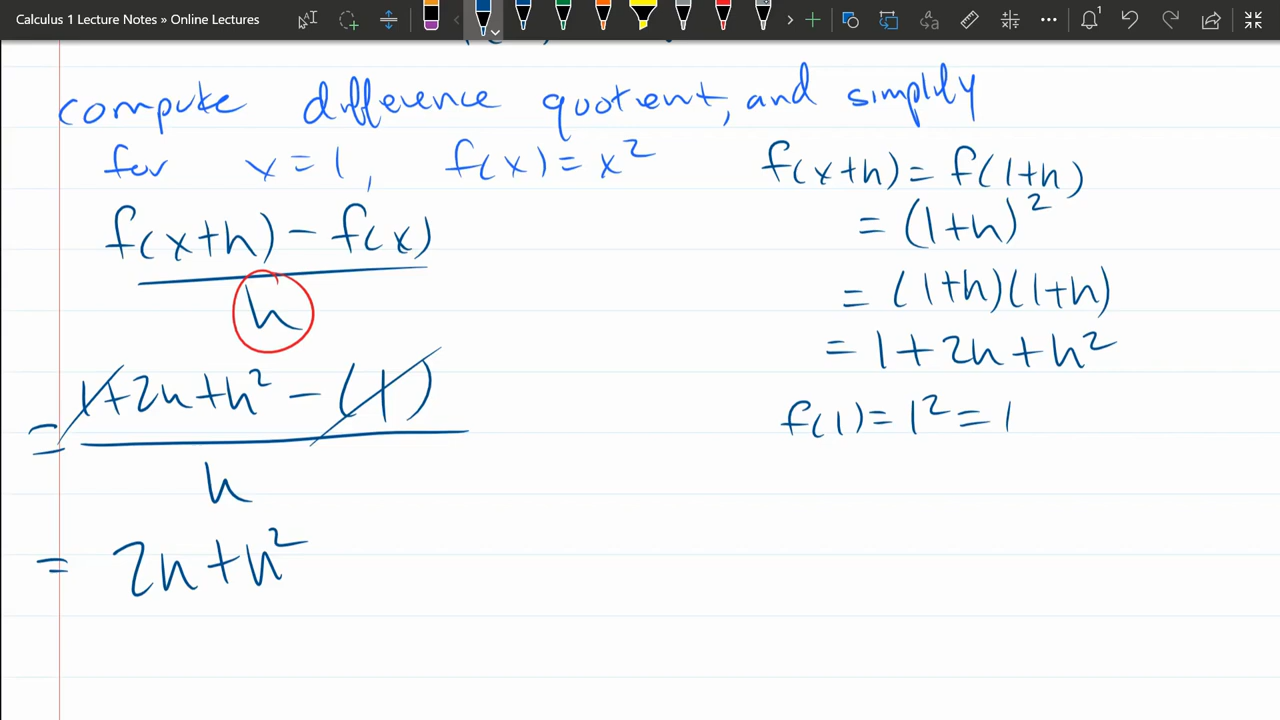 Calculus 1 Lecture Notes » Online Lectures
compute difference quotient, and simplify
for x = 1, f(x) = x²
f(x+h) - f(x)
h
= 1+2h+h² - (1)
h
= 2h+h²
f(x+h) = f(1+h)
= (1+h)²
= (1+h)(1+h)
= 1+2h+h²
f(1) = 1² = 1